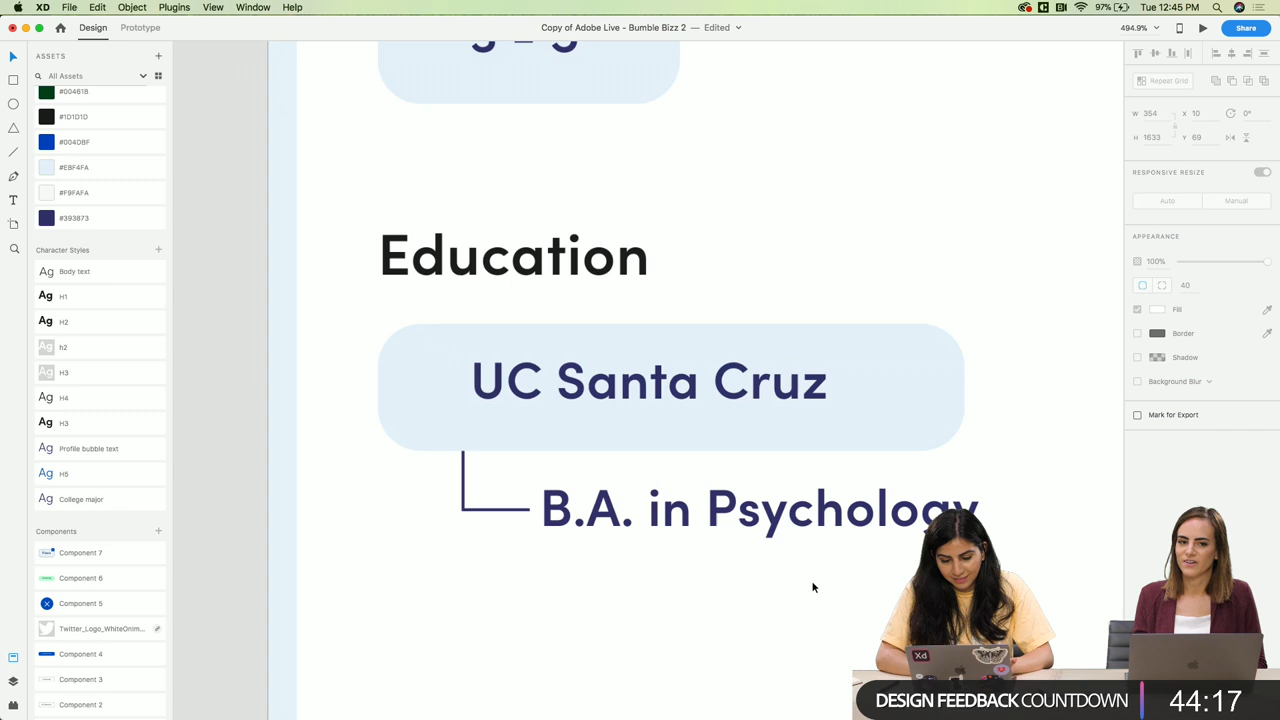 XD File Edit Object Plugins View Window Help
97% Tue 12:45 PM
Design Prototype
Copy of Adobe Live - Bumble Bizz 2 — Edited
494.9%
Share
ASSETS
All Assets
#00461B
#1D1D1D
#004DBF
#EBF4FA
#F9FAFA
#393873
Character Styles
Ag Body text
Ag H1
Ag H2
Ag h2
Ag H3
Ag H4
Ag H3
Ag Profile bubble text
Ag H5
Ag College major
Components
Component 7
Component 6
Component 5
Twitter_Logo_WhiteOnIm...
Component 4
Component 3
Component 2
Education
UC Santa Cruz
B.A. in Psychology
Repeat Grid
W 354 X 10 0°
H 1633 Y 69
RESPONSIVE RESIZE
Auto Manual
APPEARANCE
100%
40
Fill
Border
Shadow
Background Blur
Mark for Export
Xd
DESIGN FEEDBACK COUNTDOWN 44:17